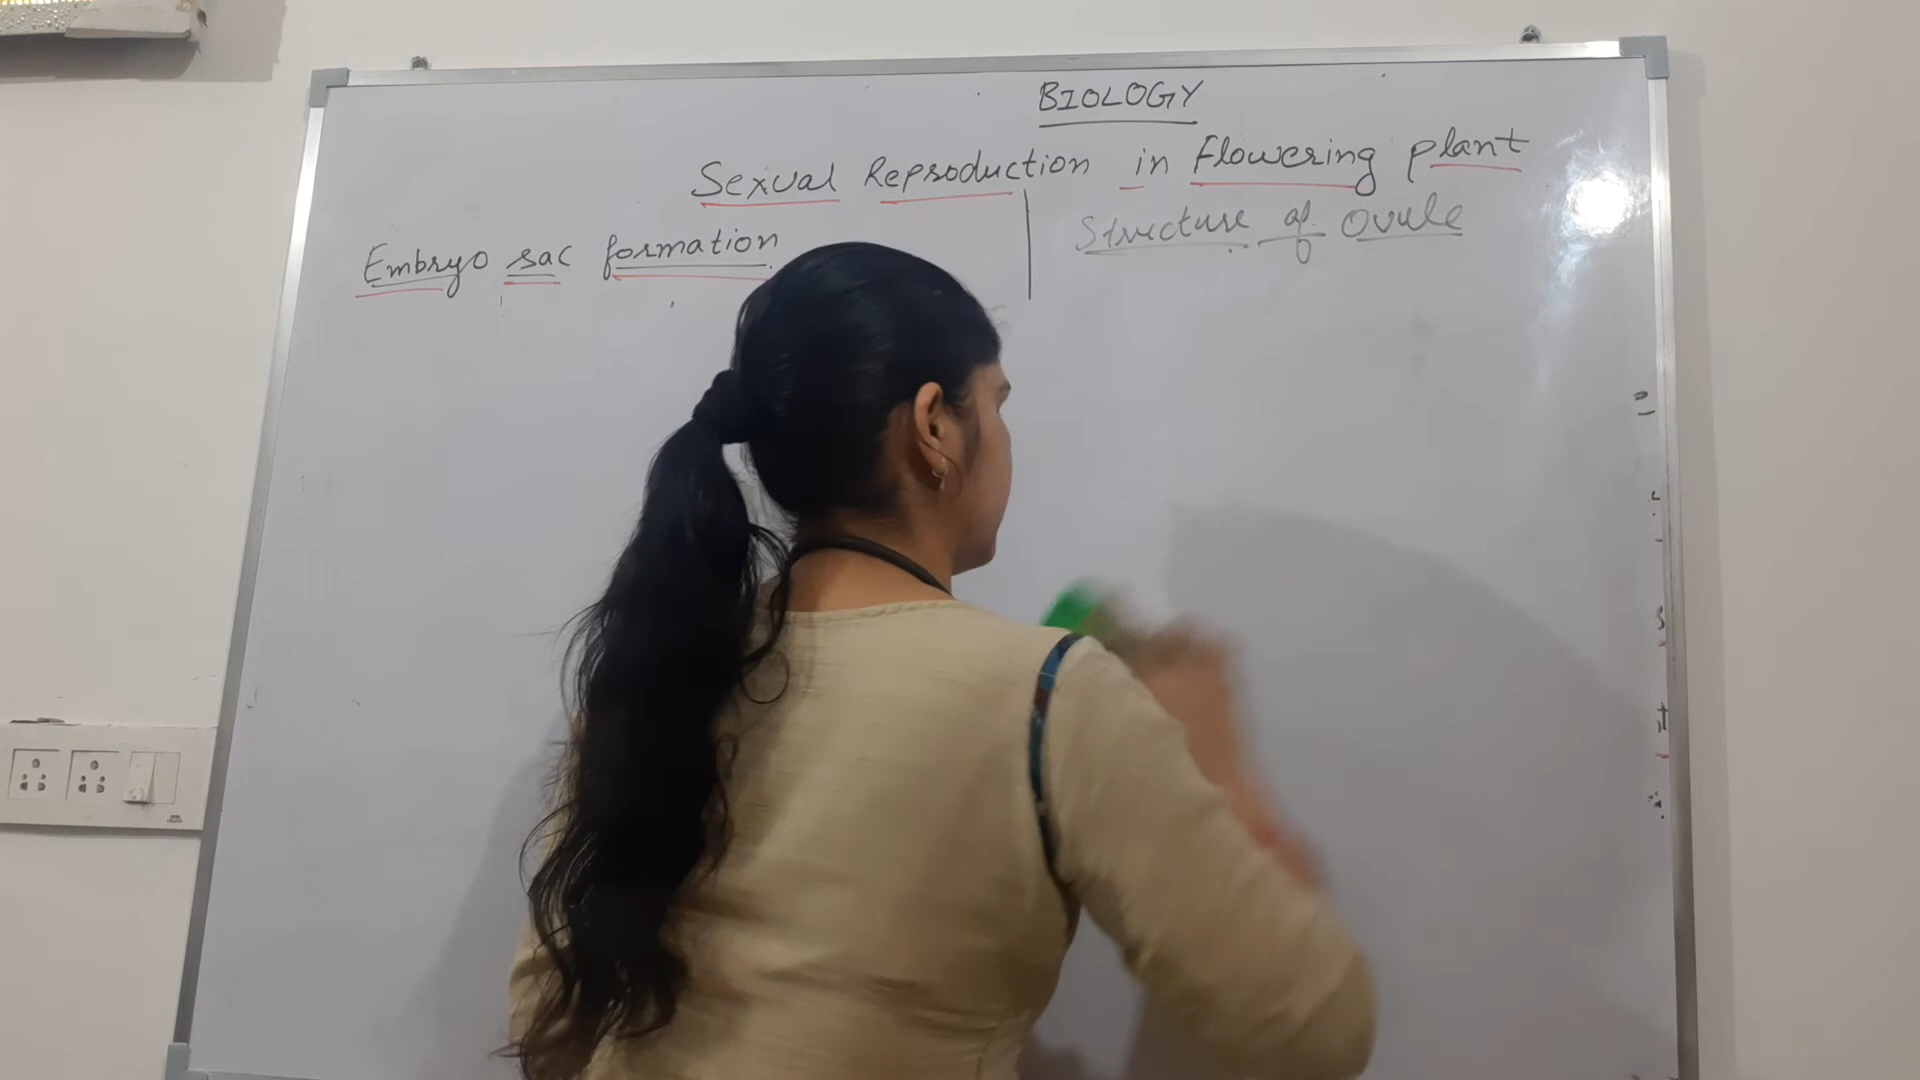 BIOLOGY
Sexual Reproduction in Flowering plant
Embryo sac formation
Structure of Ovule